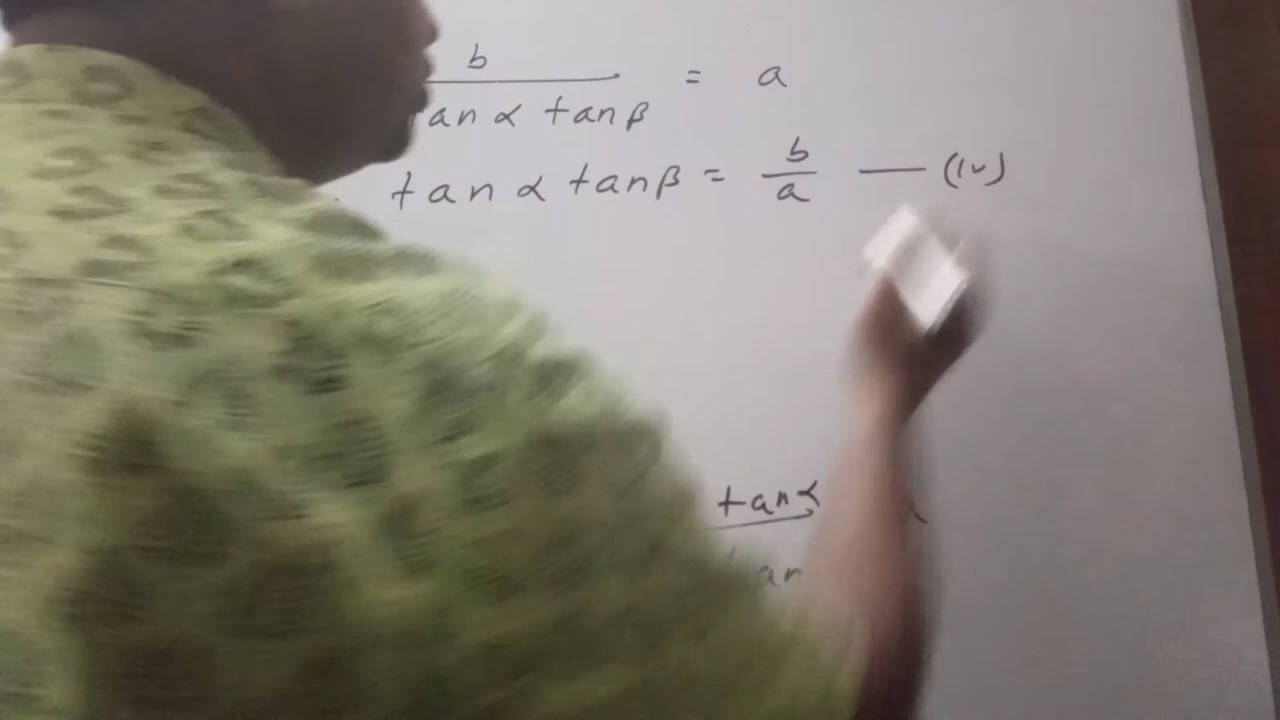 b
= a
tan α tan β
tan α tan β = b/a — (iv)
tan α